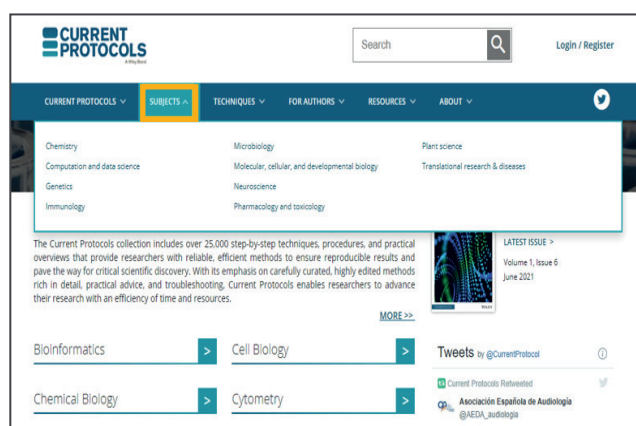 CURRENT
PROTOCOLS
A Wiley Brand
Search
Login / Register
CURRENT PROTOCOLS
SUBJECTS
TECHNIQUES
FOR AUTHORS
RESOURCES
ABOUT
Chemistry
Computation and data science
Genetics
Immunology
Microbiology
Molecular, cellular, and developmental biology
Neuroscience
Pharmacology and toxicology
Plant science
Translational research & diseases
The Current Protocols collection includes over 25,000 step-by-step techniques, procedures, and practical
overviews that provide researchers with reliable, efficient methods to ensure reproducible results and
pave the way for critical scientific discovery. With its emphasis on carefully curated, highly edited methods
rich in detail, practical advice, and troubleshooting, Current Protocols enables researchers to advance
their research with an efficiency of time and resources.
MORE >>
LATEST ISSUE >
Volume 1, Issue 6
June 2021
Bioinformatics >
Cell Biology >
Chemical Biology >
Cytometry >
Tweets by @CurrentProtocol
Current Protocols Retweeted
Asociación Española de Audiología
@AEDA_audiologia